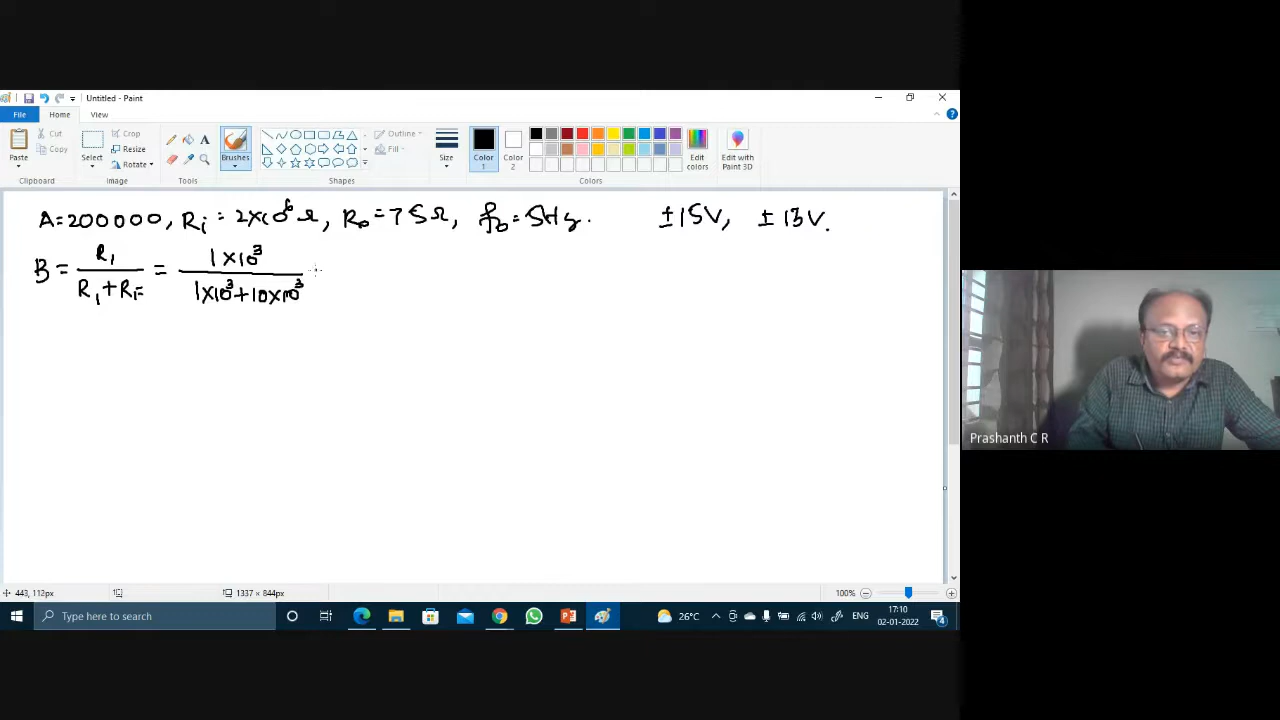 Untitled - Paint
File Home View
Paste Cut Copy Clipboard
Select Crop Resize Rotate Image
Tools
Brushes
Outline Fill Shapes
Size
Color 1 Color 2 Edit colors Edit with Paint 3D Colors
A=200000, Ri = 2×10⁶Ω, Ro=75Ω, fo=5Hz. ±15V, ±13V.
B = R1 / (R1+RF) = 1×10³ / (1×10³+10×10³)
Prashanth C R
443, 112px 1337 × 844px 100%
Type here to search 26°C ENG 17:10 02-01-2022 4